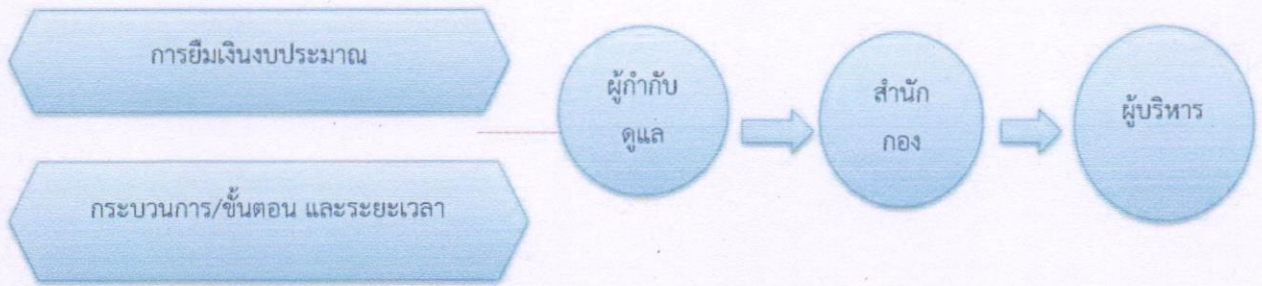 การยืมเงินงบประมาณ
กระบวนการ/ขั้นตอน และระยะเวลา
ผู้กำกับ
ดูแล
สำนัก
กอง
ผู้บริหาร